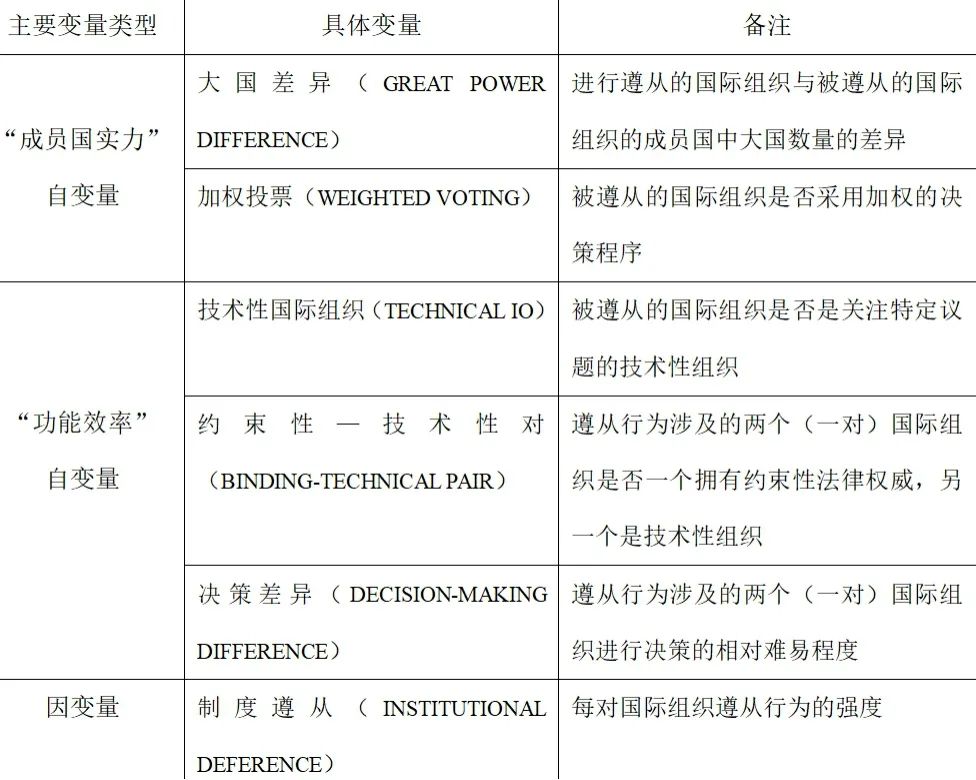 主要变量类型 具体变量 备注
“成员国实力”
自变量
大国差异（GREAT POWER
DIFFERENCE）
进行遵从的国际组织与被遵从的国际
组织的成员国中大国数量的差异
加权投票（WEIGHTED VOTING）
被遵从的国际组织是否采用加权的决
策程序
“功能效率”
自变量
技术性国际组织（TECHNICAL IO）
被遵从的国际组织是否是关注特定议
题的技术性组织
约束性—技术性对
（BINDING-TECHNICAL PAIR）
遵从行为涉及的两个（一对）国际组
织是否一个拥有约束性法律权威，另
一个是技术性组织
决策差异（DECISION-MAKING
DIFFERENCE）
遵从行为涉及的两个（一对）国际组
织进行决策的相对难易程度
因变量
制度遵从（INSTITUTIONAL
DEFERENCE）
每对国际组织遵从行为的强度